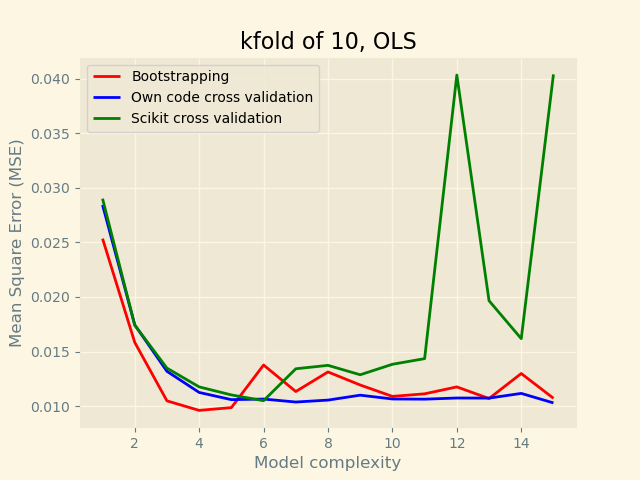 kfold of 10, OLS
Bootstrapping
Own code cross validation
Scikit cross validation
0.040
0.035
0.030
0.025
0.020
0.015
0.010
Mean Square Error (MSE)
2 4 6 8 10 12 14
Model complexity